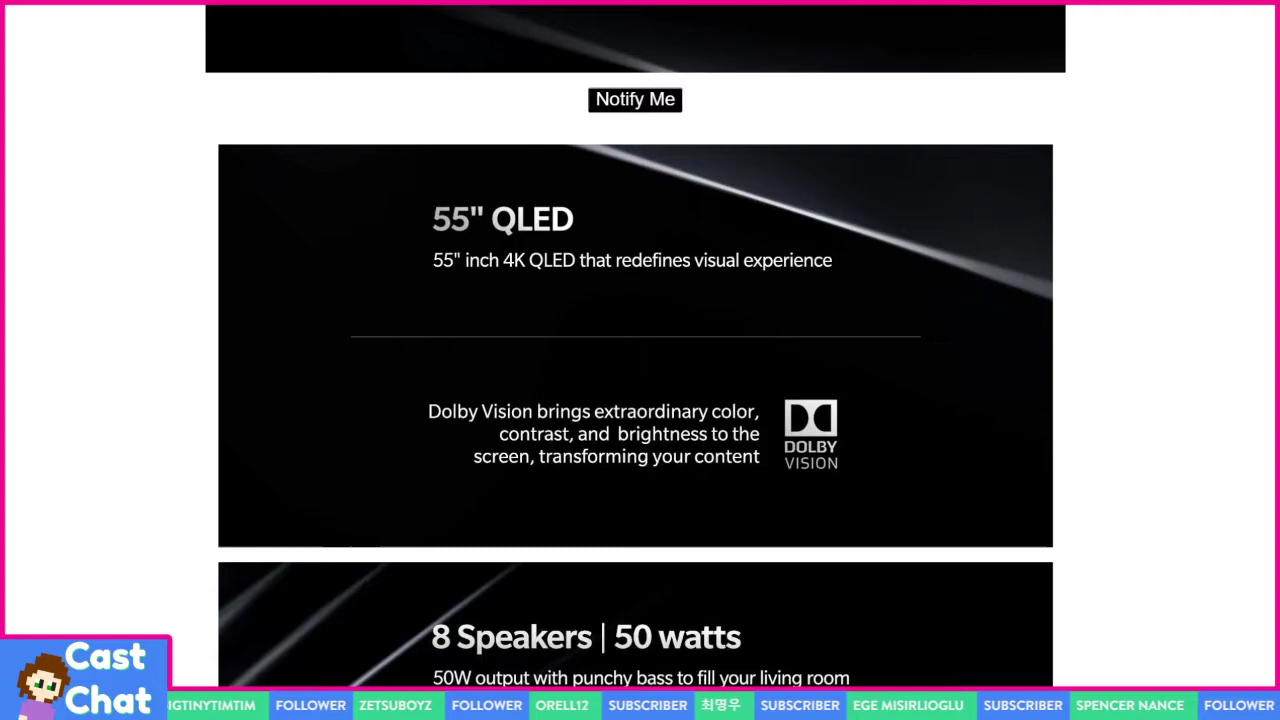 Notify Me
55" QLED
55" inch 4K QLED that redefines visual experience
Dolby Vision brings extraordinary color,
contrast, and brightness to the
screen, transforming your content
DOLBY
VISION
8 Speakers | 50 watts
50W output with punchy bass to fill your living room
Cast
Chat
IGTINYTIMTIM FOLLOWER ZETSUBOYZ FOLLOWER ORELL12 SUBSCRIBER 최명우 SUBSCRIBER EGE MISIRLIOGLU SUBSCRIBER SPENCER NANCE FOLLOWER